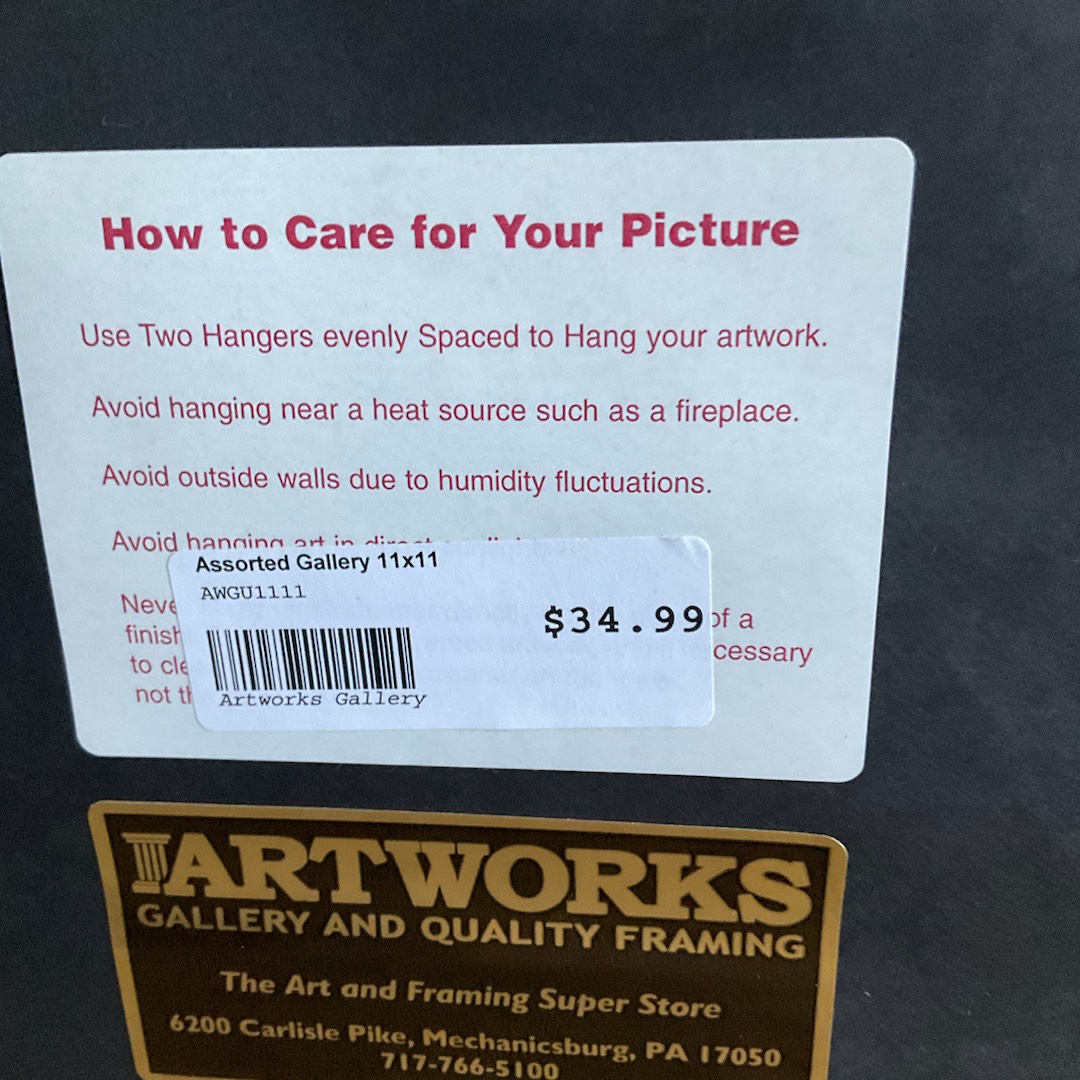 How to Care for Your Picture
Use Two Hangers evenly Spaced to Hang your artwork.
Avoid hanging near a heat source such as a fireplace.
Avoid outside walls due to humidity fluctuations.
Avoid hanging art in
Assorted Gallery 11x11
AWGU1111
$34.99
Artworks Gallery
of a
to
ARTWORKS
GALLERY AND QUALITY FRAMING
The Art and Framing Super Store
6200 Carlisle Pike, Mechanicsburg, PA 17050
717-766-5100